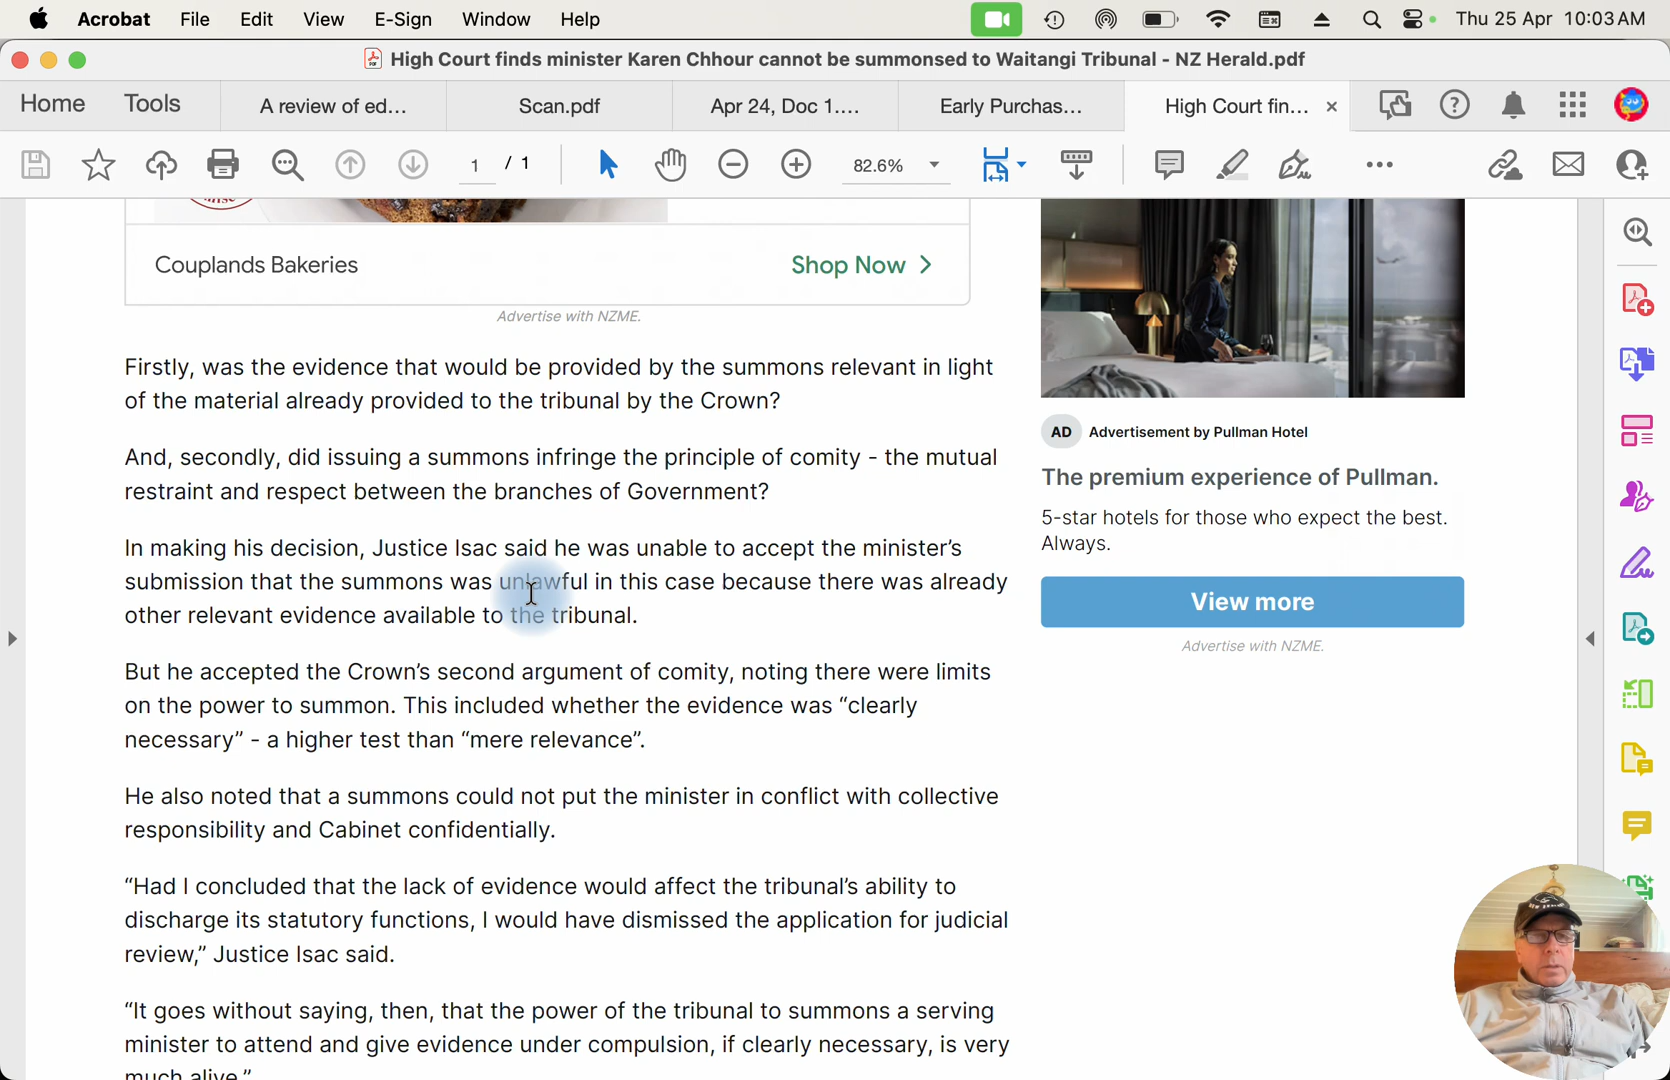 Acrobat File Edit View E-Sign Window Help Thu 25 Apr 10:03 AM
High Court finds minister Karen Chhour cannot be summonsed to Waitangi Tribunal - NZ Herald.pdf
Home Tools A review of ed... Scan.pdf Apr 24, Doc 1.... Early Purchas... High Court fin... ×
1 / 1 82.6%
Couplands Bakeries Shop Now
Advertise with NZME.
Firstly, was the evidence that would be provided by the summons relevant in light
of the material already provided to the tribunal by the Crown?
And, secondly, did issuing a summons infringe the principle of comity - the mutual
restraint and respect between the branches of Government?
In making his decision, Justice Isac said he was unable to accept the minister’s
submission that the summons was unlawful in this case because there was already
other relevant evidence available to the tribunal.
But he accepted the Crown’s second argument of comity, noting there were limits
on the power to summon. This included whether the evidence was “clearly
necessary” - a higher test than “mere relevance”.
He also noted that a summons could not put the minister in conflict with collective
responsibility and Cabinet confidentially.
“Had I concluded that the lack of evidence would affect the tribunal’s ability to
discharge its statutory functions, I would have dismissed the application for judicial
review,” Justice Isac said.
“It goes without saying, then, that the power of the tribunal to summons a serving
minister to attend and give evidence under compulsion, if clearly necessary, is very
much alive.”
AD Advertisement by Pullman Hotel
The premium experience of Pullman.
5-star hotels for those who expect the best.
Always.
View more
Advertise with NZME.